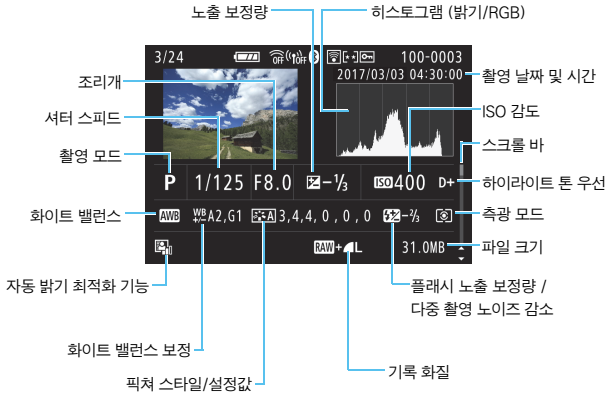 노출 보정량
히스토그램 (밝기/RGB)
3/24
OFF
OFF
100-0003
2017/03/03 04:30:00
촬영 날짜 및 시간
조리개
셔터 스피드
ISO 감도
촬영 모드
스크롤 바
P 1/125 F8.0 -⅓ ISO 400 D+
하이라이트 톤 우선
화이트 밸런스
AWB WB+/- A2,G1 A 3,4,4, 0 , 0 , 0 -⅔
측광 모드
RAW+L 31.0MB
파일 크기
자동 밝기 최적화 기능
플래시 노출 보정량 /
다중 촬영 노이즈 감소
화이트 밸런스 보정
기록 화질
픽쳐 스타일/설정값